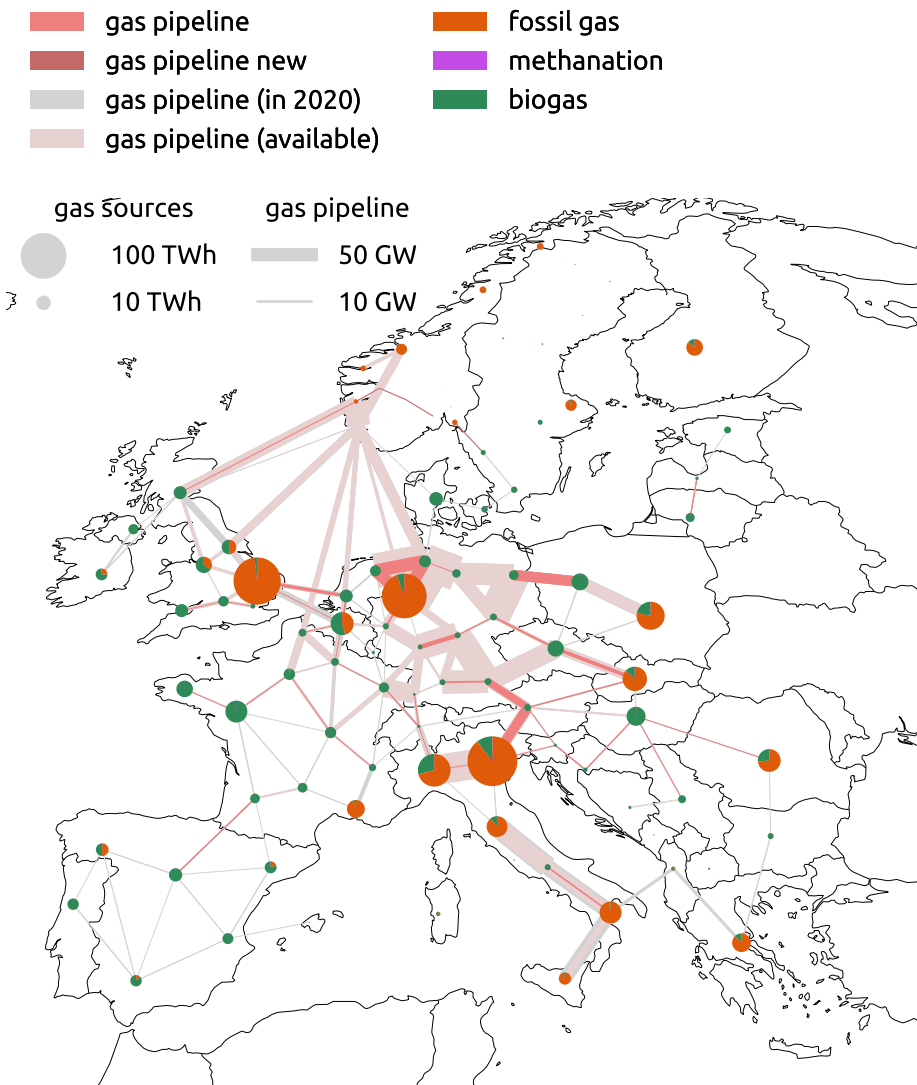 gas pipeline
gas pipeline new
gas pipeline (in 2020)
gas pipeline (available)
fossil gas
methanation
biogas
gas sources
100 TWh
10 TWh
gas pipeline
50 GW
10 GW